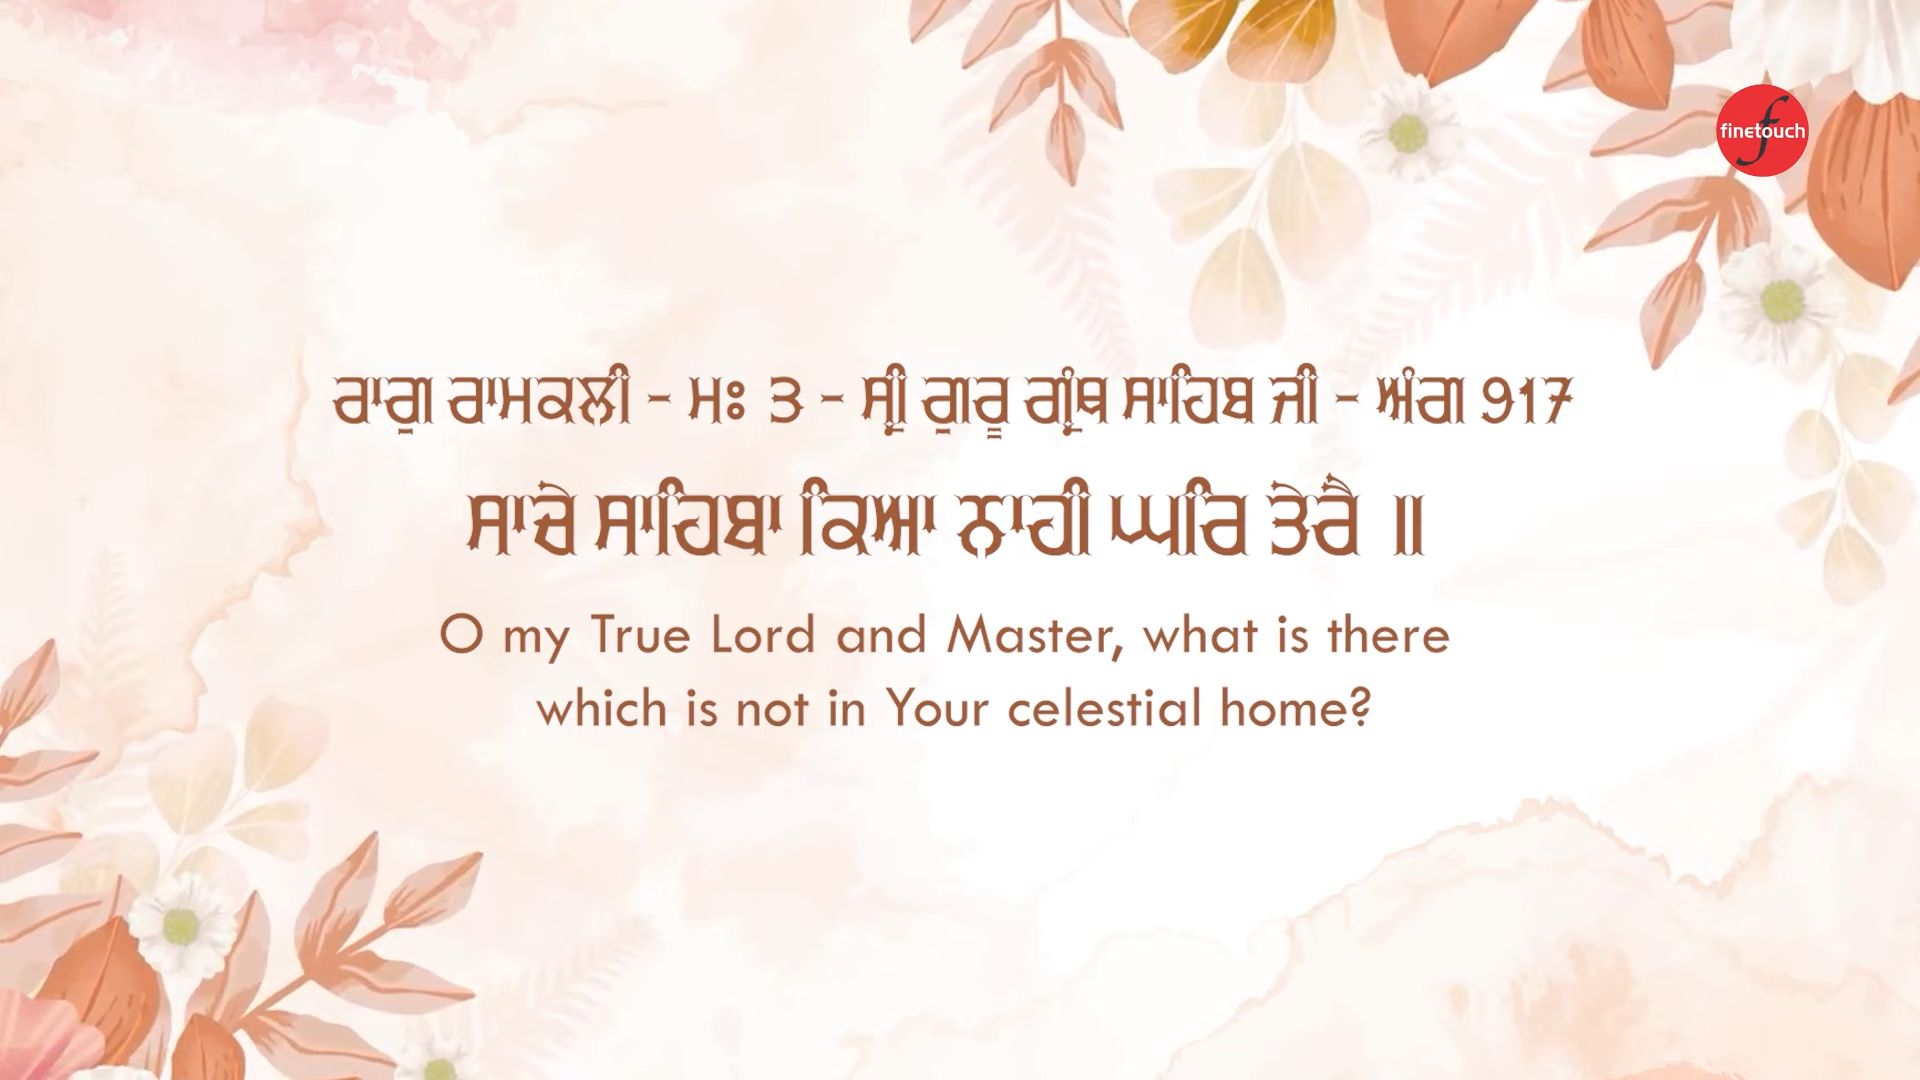 finetouch
ਰਾਗੁ ਰਾਮਕਲੀ - ਮਃ ੩ - ਸ੍ਰੀ ਗੁਰੂ ਗ੍ਰੰਥ ਸਾਹਿਬ ਜੀ - ਅੰਗ 917
ਸਾਚੇ ਸਾਹਿਬਾ ਕਿਆ ਨਾਹੀ ਘਰਿ ਤੇਰੈ ॥
O my True Lord and Master, what is there
which is not in Your celestial home?